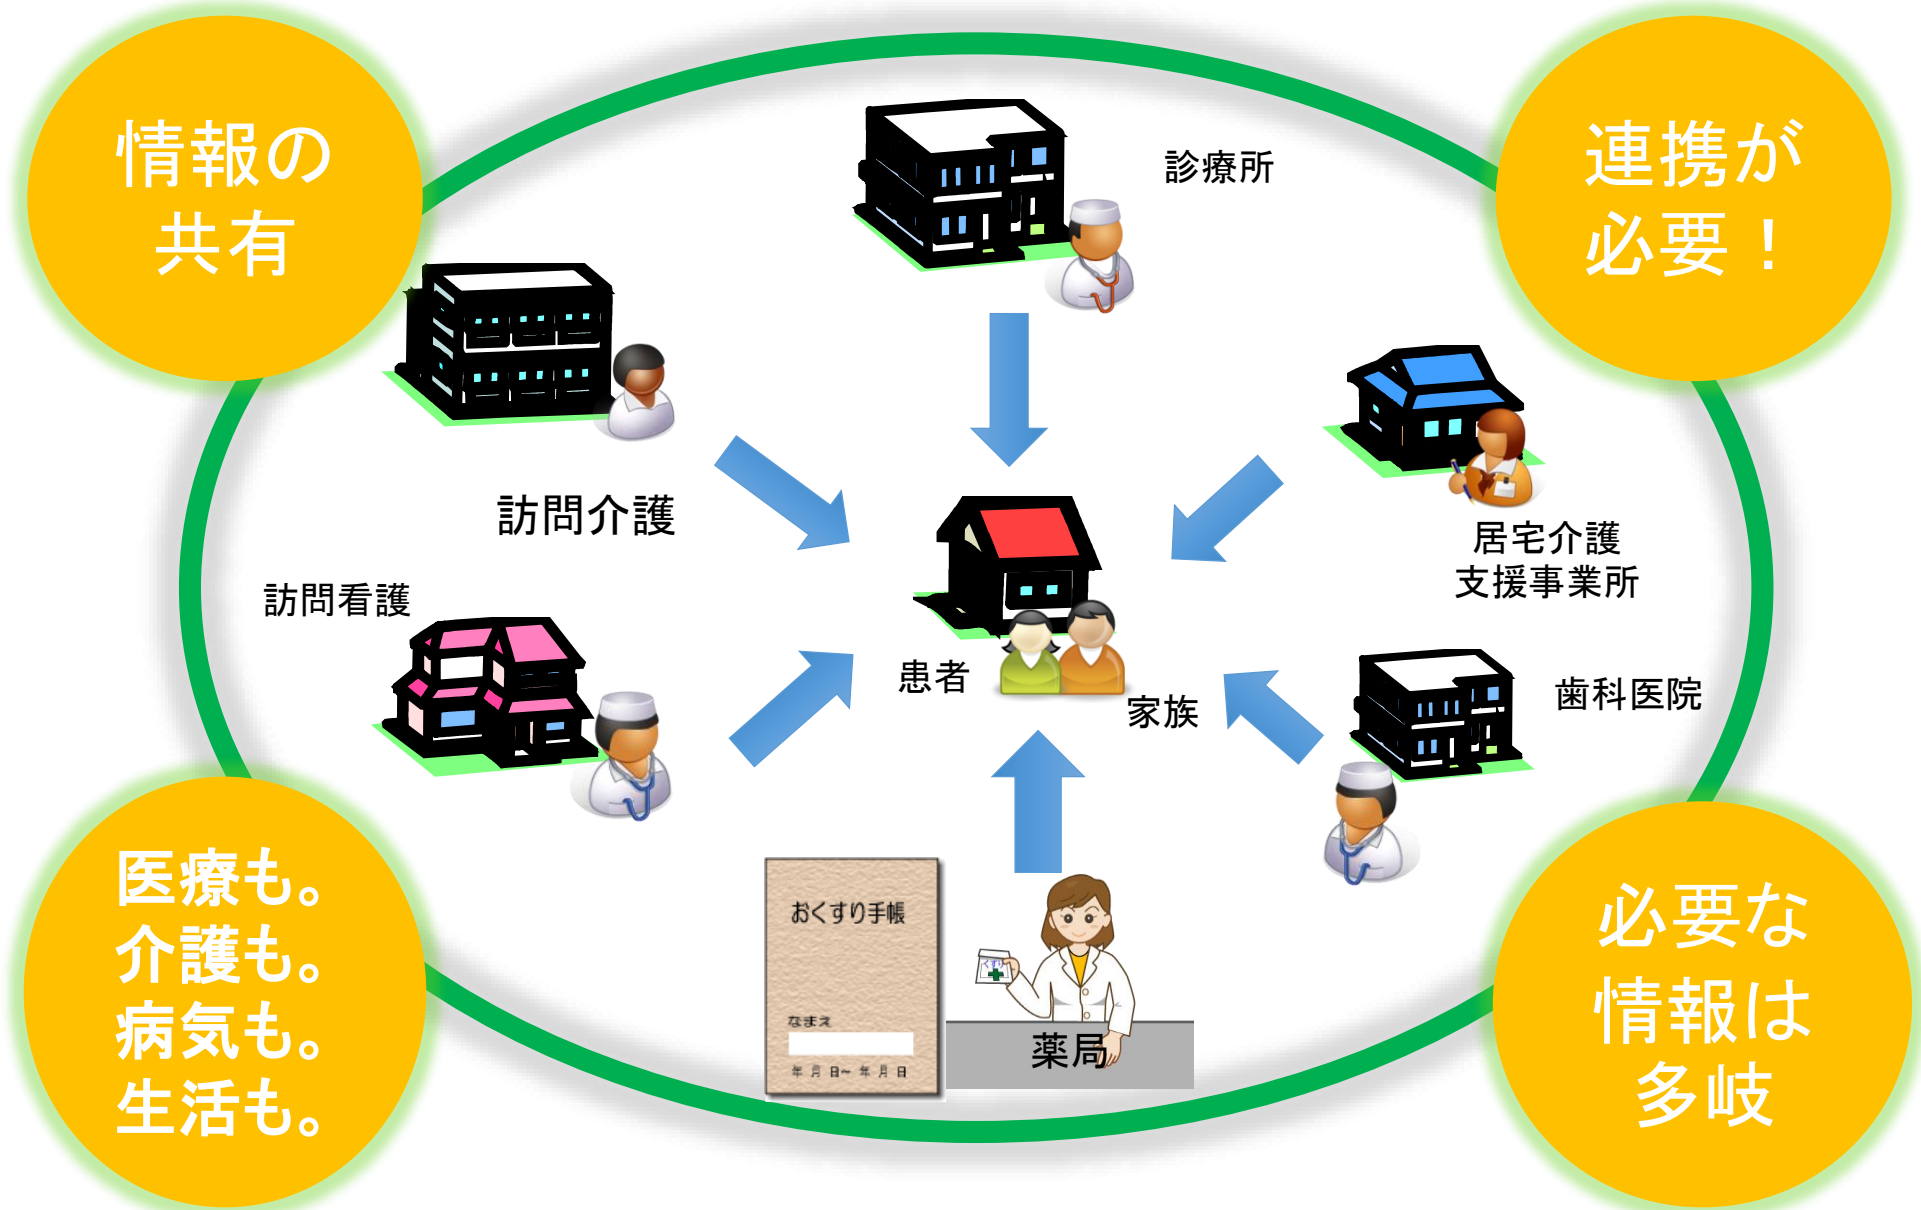 情報の
共有
連携が
必要！
診療所
訪問介護
居宅介護
支援事業所
訪問看護
患者
家族
歯科医院
医療も。
介護も。
病気も。
生活も。
おくすり手帳
なまえ
年 月 日～ 年 月 日
くすり
薬局
必要な
情報は
多岐